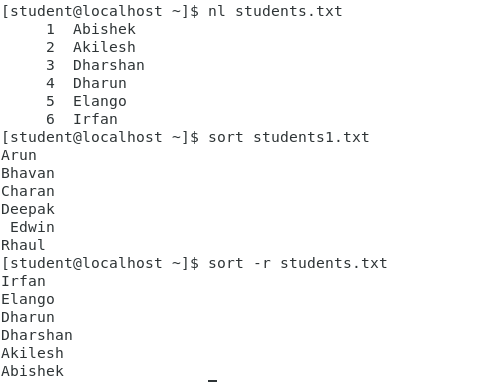 [student@localhost ~]$ nl students.txt
     1  Abishek
     2  Akilesh
     3  Dharshan
     4  Dharun
     5  Elango
     6  Irfan
[student@localhost ~]$ sort students1.txt
Arun
Bhavan
Charan
Deepak
 Edwin
Rhaul
[student@localhost ~]$ sort -r students.txt
Irfan
Elango
Dharun
Dharshan
Akilesh
Abishek